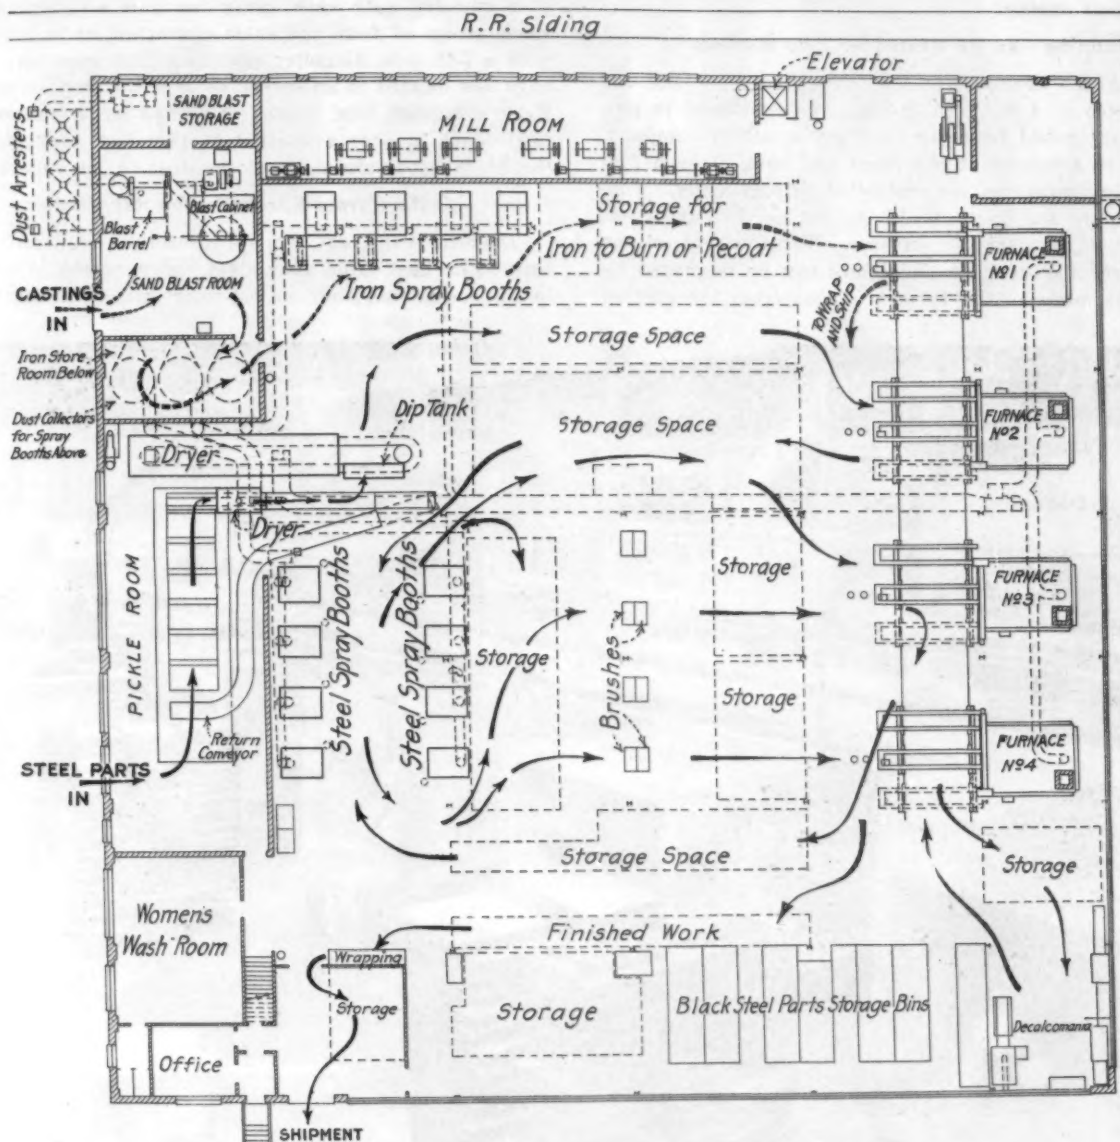 R.R. Siding
Elevator
SAND BLAST
STORAGE
MILL ROOM
Dust Arresters
Blast Cabinet
Blast
Barrel
Storage for
Iron to Burn or Recoat
FURNACE
Nº1
CASTINGS
IN
SAND BLAST ROOM
Iron Spray Booths
TO WRAP
AND SHIP
Storage Space
Iron Store
Room Below
Dust Collectors
for Spray
Booths Above
Dip Tank
Storage Space
FURNACE
Nº2
Dryer
Dryer
PICKLE ROOM
Steel Spray Booths
Steel Spray Booths
Storage
Storage
Brushes
FURNACE
Nº3
Storage
Return
Conveyor
STEEL PARTS
IN
FURNACE
Nº4
Storage Space
Storage
Women's
Wash Room
Finished Work
Wrapping
Storage
Storage
Black Steel Parts Storage Bins
Decalcomania
Office
SHIPMENT